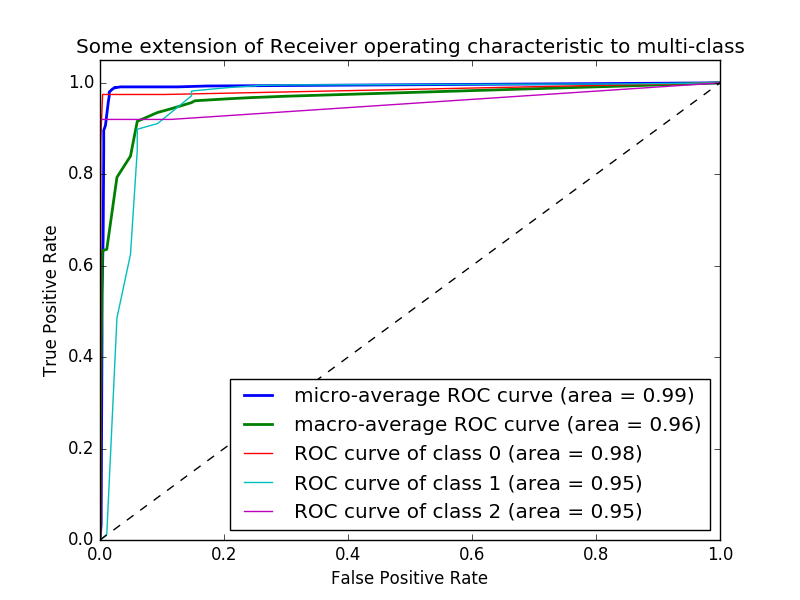 Some extension of Receiver operating characteristic to multi-class
1.0
0.8
0.6
0.4
0.2
0.0
True Positive Rate
micro-average ROC curve (area = 0.99)
macro-average ROC curve (area = 0.96)
ROC curve of class 0 (area = 0.98)
ROC curve of class 1 (area = 0.95)
ROC curve of class 2 (area = 0.95)
0.0 0.2 0.4 0.6 0.8 1.0
False Positive Rate